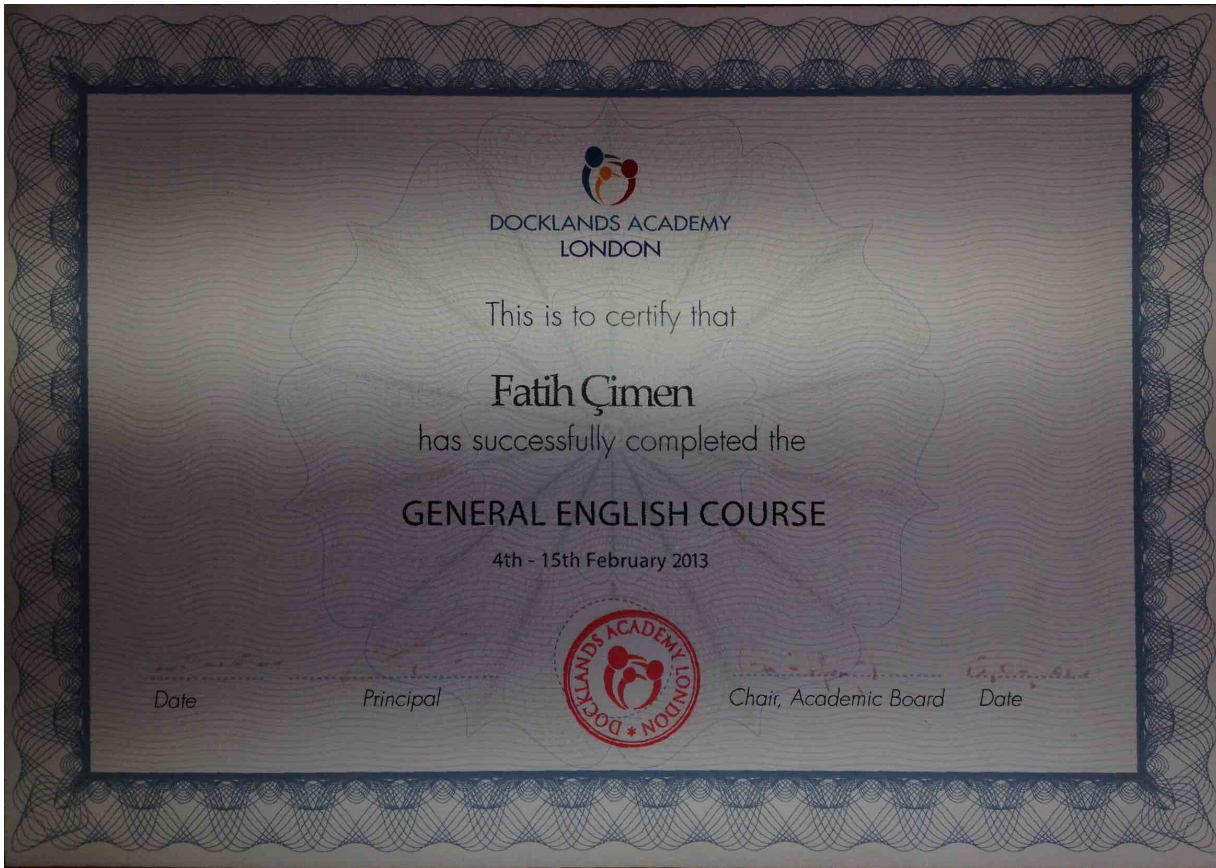 DOCKLANDS ACADEMY
LONDON
This is to certify that
Fatih Çimen
has successfully completed the
GENERAL ENGLISH COURSE
4th - 15th February 2013
DOCKLANDS ACADEMY LONDON *
Date
Principal
Chair, Academic Board
Date